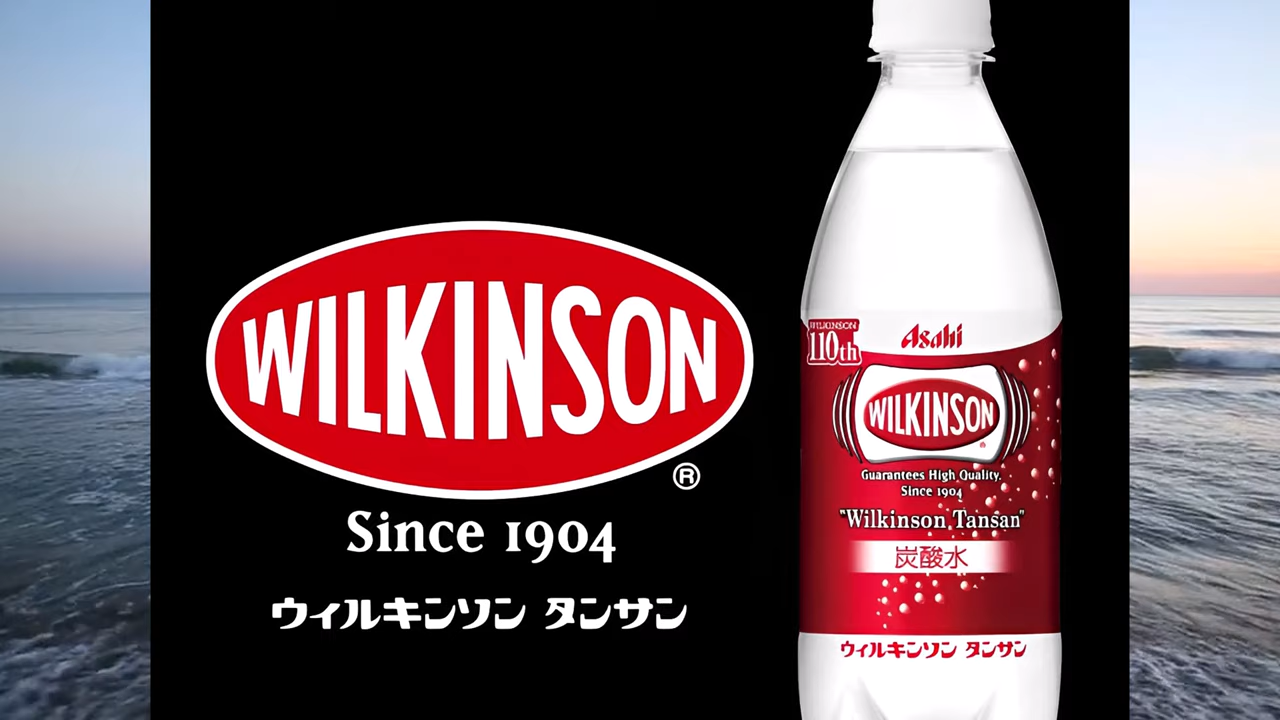 WILKINSON
®
Since 1904
ウィルキンソン タンサン
WILKINSON
110th
Asahi
WILKINSON
Guarantees High Quality.
Since 1904
"Wilkinson Tansan"
炭酸水
ウィルキンソン タンサン